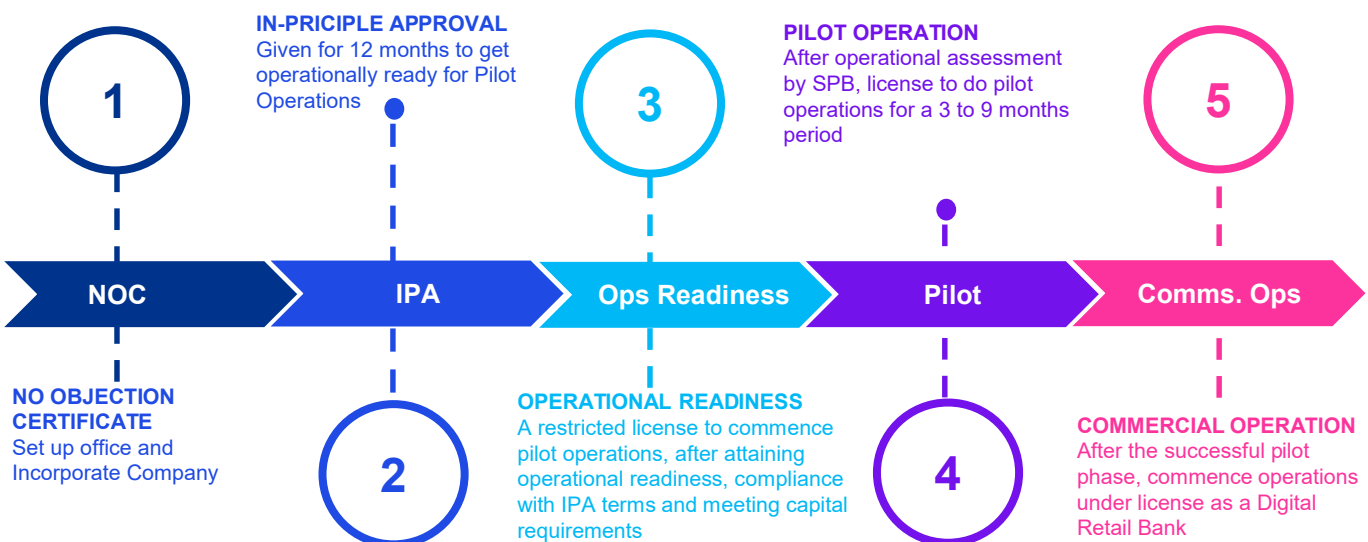 1
NOC
NO OBJECTION
CERTIFICATE
Set up office and
Incorporate Company
IN-PRICIPLE APPROVAL
Given for 12 months to get
operationally ready for Pilot
Operations
IPA
2
3
Ops Readiness
OPERATIONAL READINESS
A restricted license to commence
pilot operations, after attaining
operational readiness, compliance
with IPA terms and meeting capital
requirements
PILOT OPERATION
After operational assessment
by SPB, license to do pilot
operations for a 3 to 9 months
period
Pilot
4
5
Comms. Ops
COMMERCIAL OPERATION
After the successful pilot
phase, commence operations
under license as a Digital
Retail Bank